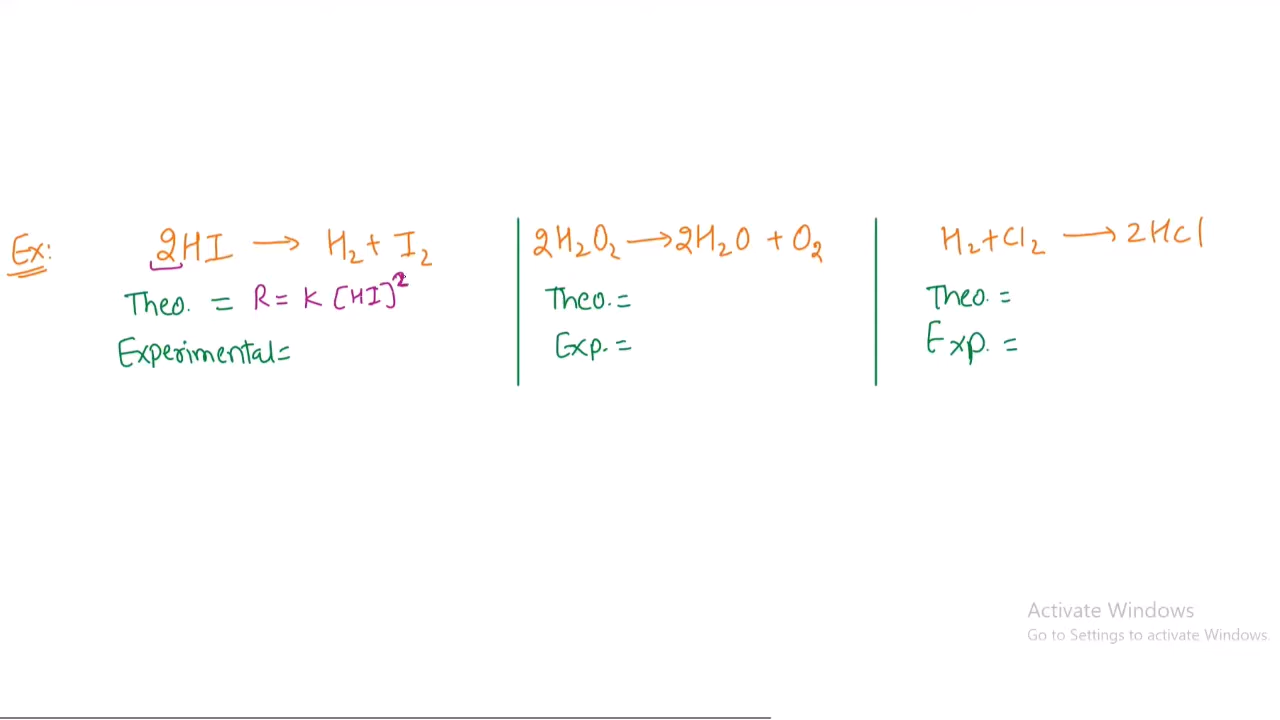 Ex:
2HI → H₂ + I₂
Theo. = R = K [HI]²
Experimental =
2H₂O₂ → 2H₂O + O₂
Theo. =
Exp. =
H₂ + Cl₂ → 2HCl
Theo. =
Exp. =
Activate Windows
Go to Settings to activate Windows.